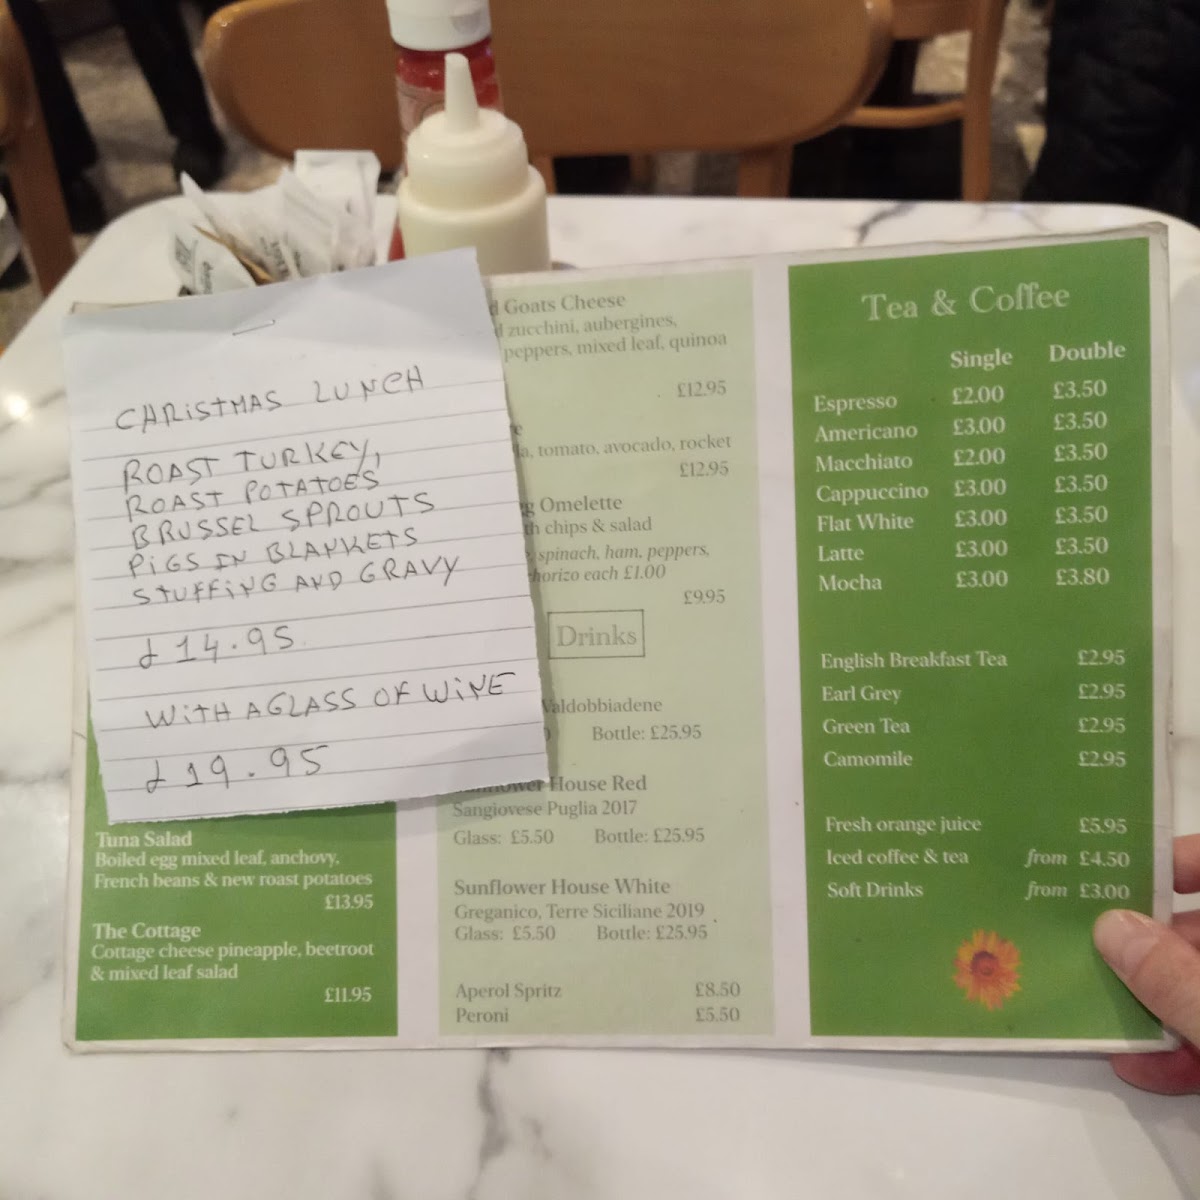 CHRISTMAS LUNCH
ROAST TURKEY,
ROAST POTATOES
BRUSSEL SPROUTS
PIGS IN BLANKETS
STUFFING AND GRAVY
£14.95
WITH A GLASS OF WINE
£19.95
Tuna Salad
Boiled egg mixed leaf, anchovy.
French beans & new roast potatoes
£13.95
The Cottage
Cottage cheese pineapple, beetroot
& mixed leaf salad
£11.95
Goats Cheese
zucchini, aubergines,
peppers, mixed leaf, quinoa
£12.95
tomato, avocado, rocket
£12.95
Omelette
chips & salad
spinach, ham, peppers,
each £1.00
£9.95
Drinks
Valdobbiadene
Bottle: £25.95
House Red
Sangiovese Puglia 2017
Glass: £5.50 Bottle: £25.95
Sunflower House White
Greganico, Terre Siciliane 2019
Glass: £5.50 Bottle: £25.95
Aperol Spritz £8.50
Peroni £5.50
Tea & Coffee
Single Double
Espresso £2.00 £3.50
Americano £3.00 £3.50
Macchiato £2.00 £3.50
Cappuccino £3.00 £3.50
Flat White £3.00 £3.50
Latte £3.00 £3.50
Mocha £3.00 £3.80
English Breakfast Tea £2.95
Earl Grey £2.95
Green Tea £2.95
Camomile £2.95
Fresh orange juice £5.95
Iced coffee & tea from £4.50
Soft Drinks from £3.00